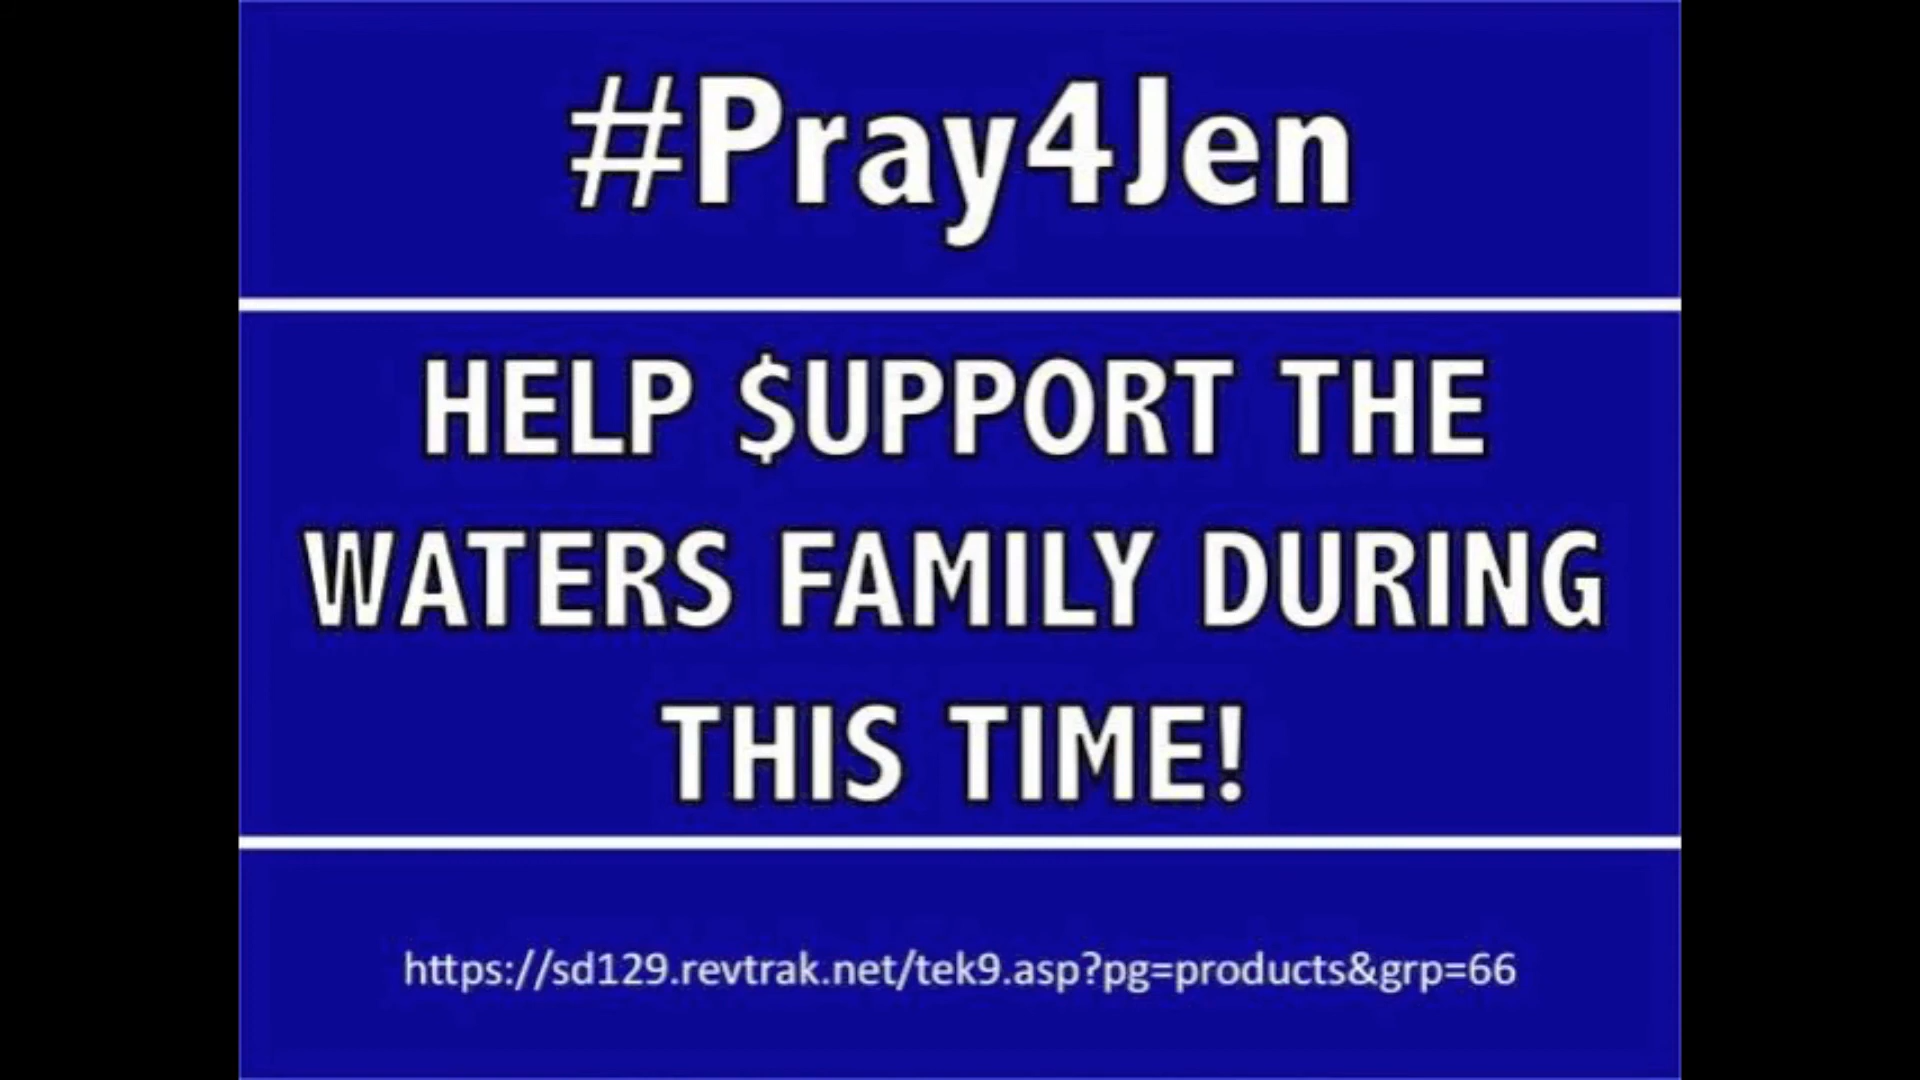 #Pray4Jen
HELP $UPPORT THE
WATERS FAMILY DURING
THIS TIME!
https://sd129.revtrak.net/tek9.asp?pg=products&grp=66